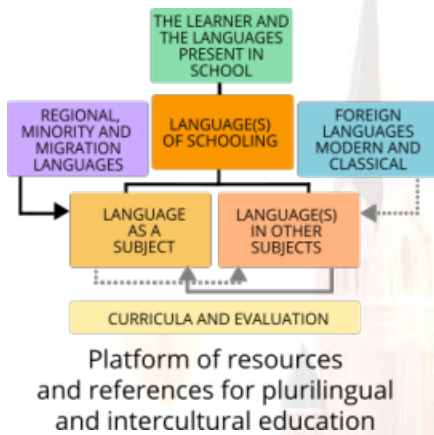 THE LEARNER AND
THE LANGUAGES
PRESENT IN
SCHOOL
REGIONAL,
MINORITY AND
MIGRATION
LANGUAGES
LANGUAGE(S)
OF SCHOOLING
FOREIGN
LANGUAGES
MODERN AND
CLASSICAL
LANGUAGE
AS A
SUBJECT
LANGUAGE(S)
IN OTHER
SUBJECTS
CURRICULA AND EVALUATION
Platform of resources
and references for plurilingual
and intercultural education